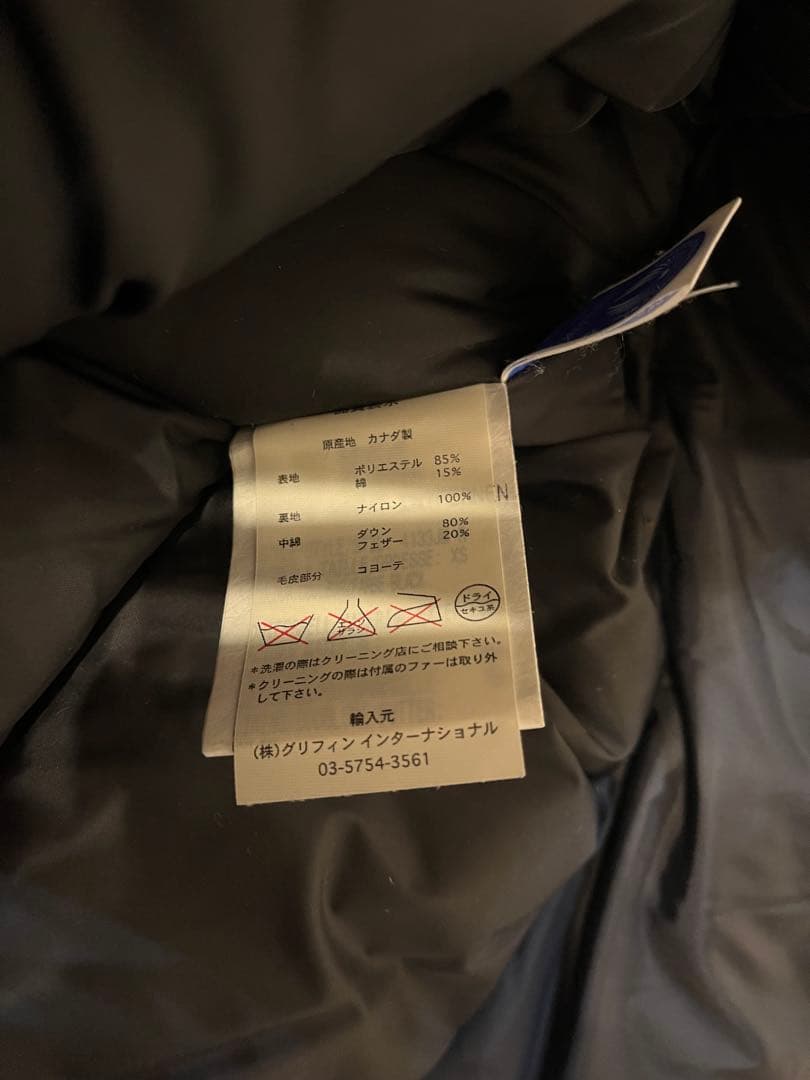 原産地 カナダ製
表地 ポリエステル 85%
綿 15%
裏地 ナイロン 100%
中綿 ダウン 80%
フェザー 20%
毛皮部分 コヨーテ
エンソ
サラシ
ドライ
セキユ系
*洗濯の際はクリーニング店にご相談下さい。
*クリーニングの際は付属のファーは取り外
して下さい。
輸入元
(株)グリフィン インターナショナル
03-5754-3561